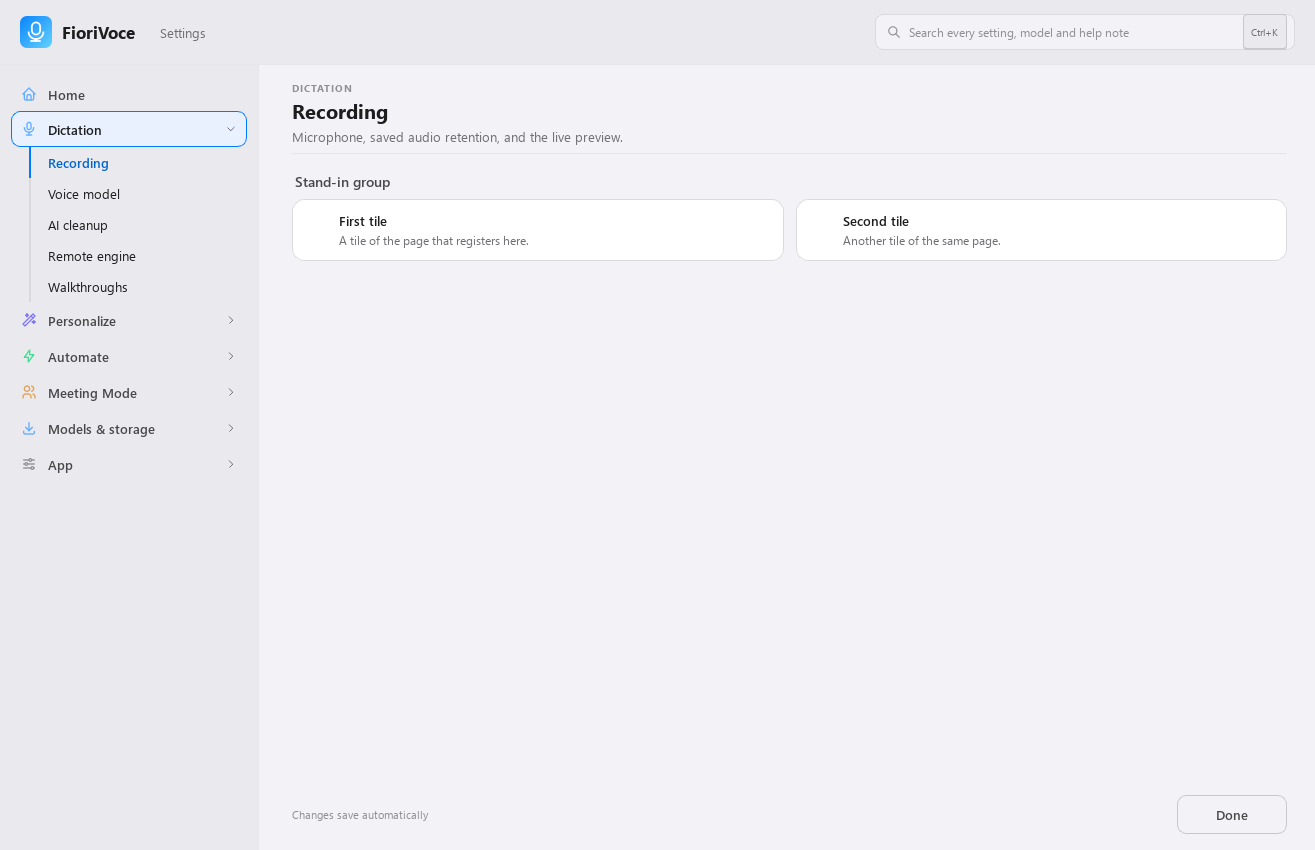 FioriVoce
Settings
Search every setting, model and help note
Ctrl+K
Home
Dictation
Recording
Voice model
AI cleanup
Remote engine
Walkthroughs
Personalize
Automate
Meeting Mode
Models & storage
App
DICTATION
Recording
Microphone, saved audio retention, and the live preview.
Stand-in group
First tile
A tile of the page that registers here.
Second tile
Another tile of the same page.
Changes save automatically
Done